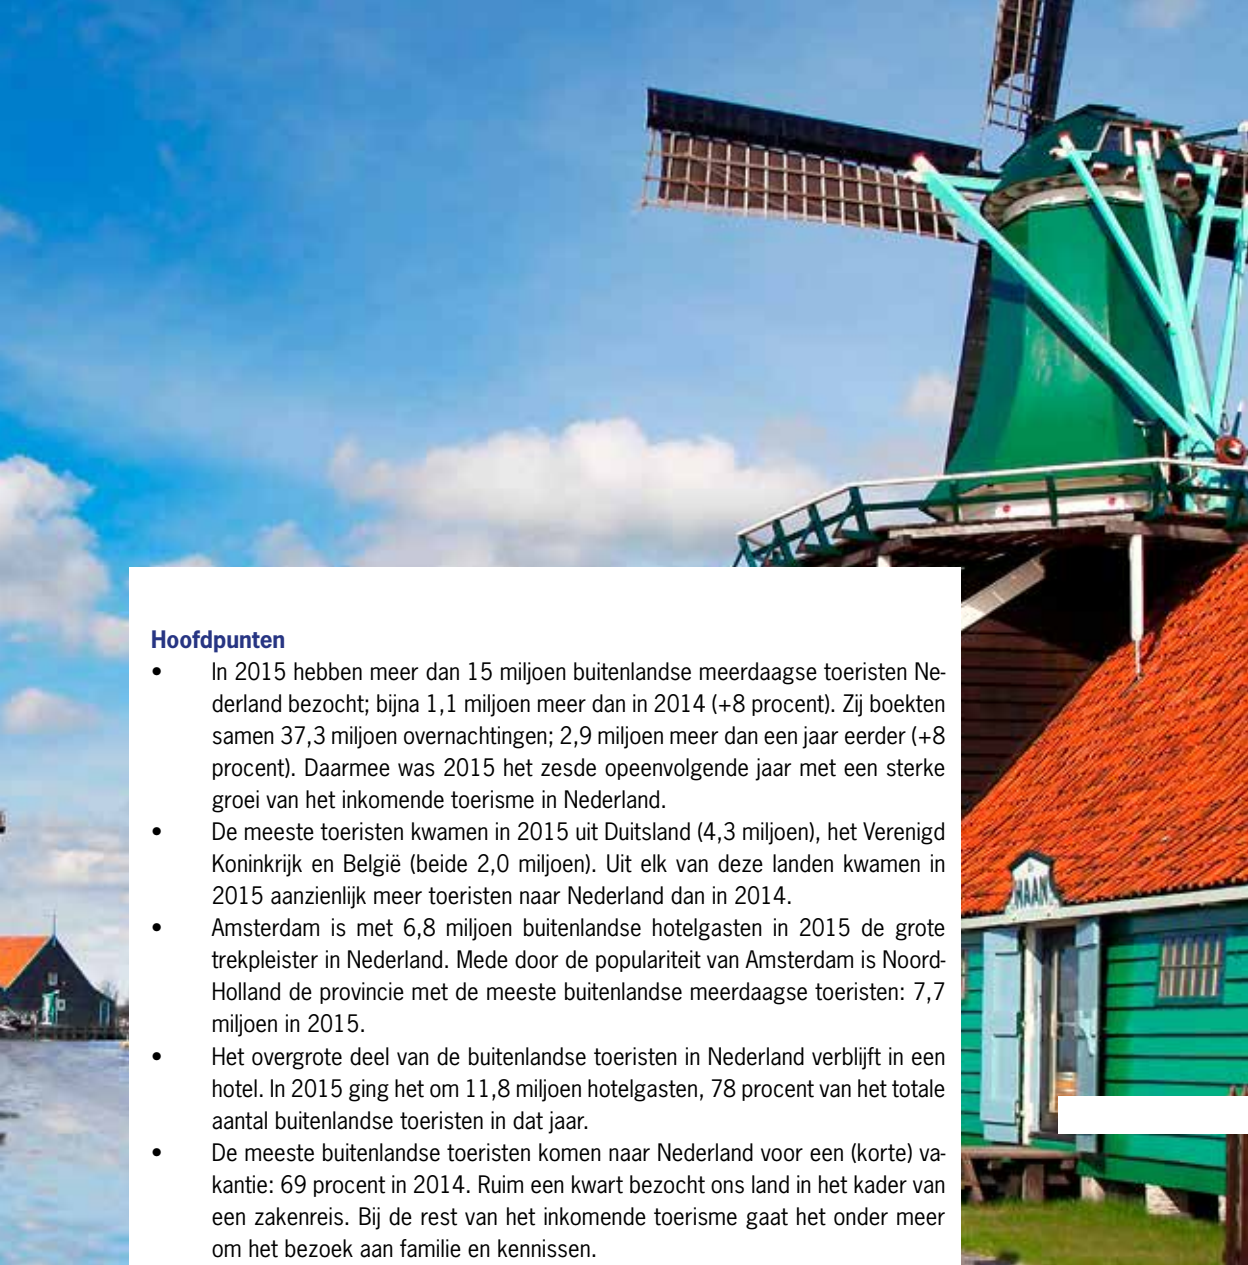 Hoofdpunten
• In 2015 hebben meer dan 15 miljoen buitenlandse meerdaagse toeristen Ne-
derland bezocht; bijna 1,1 miljoen meer dan in 2014 (+8 procent). Zij boekten
samen 37,3 miljoen overnachtingen; 2,9 miljoen meer dan een jaar eerder (+8
procent). Daarmee was 2015 het zesde opeenvolgende jaar met een sterke
groei van het inkomende toerisme in Nederland.
• De meeste toeristen kwamen in 2015 uit Duitsland (4,3 miljoen), het Verenigd
Koninkrijk en België (beide 2,0 miljoen). Uit elk van deze landen kwamen in
2015 aanzienlijk meer toeristen naar Nederland dan in 2014.
• Amsterdam is met 6,8 miljoen buitenlandse hotelgasten in 2015 de grote
trekpleister in Nederland. Mede door de populariteit van Amsterdam is Noord-
Holland de provincie met de meeste buitenlandse meerdaagse toeristen: 7,7
miljoen in 2015.
• Het overgrote deel van de buitenlandse toeristen in Nederland verblijft in een
hotel. In 2015 ging het om 11,8 miljoen hotelgasten, 78 procent van het totale
aantal buitenlandse toeristen in dat jaar.
• De meeste buitenlandse toeristen komen naar Nederland voor een (korte) va-
kantie: 69 procent in 2014. Ruim een kwart bezocht ons land in het kader van
een zakenreis. Bij de rest van het inkomende toerisme gaat het onder meer
om het bezoek aan familie en kennissen.
HAAN